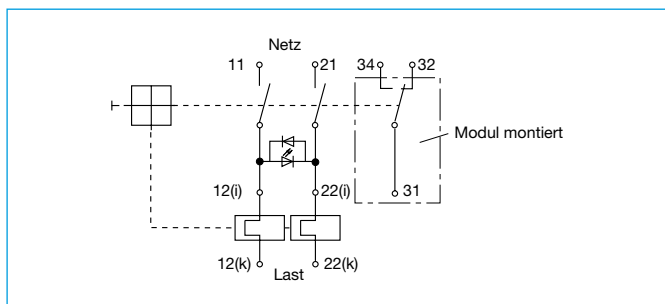 Netz
11 21 34 32
Modul montiert
12(i) 22(i) 31
12(k) 22(k)
Last